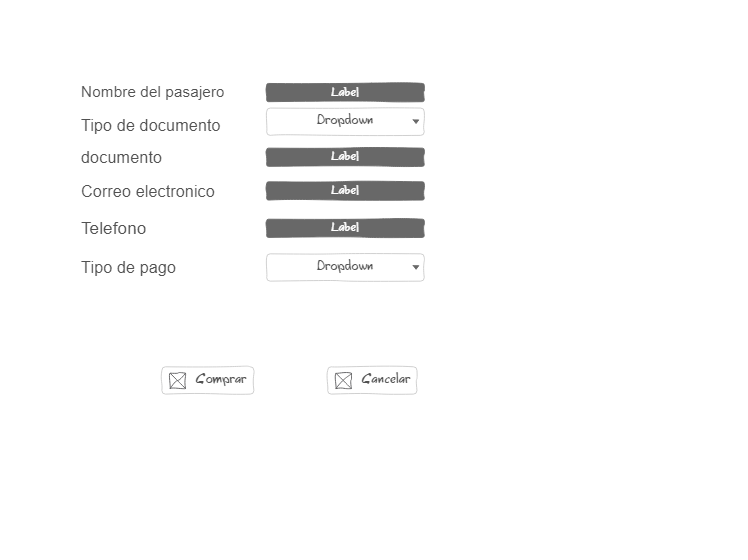 Nombre del pasajero Label
Tipo de documento Dropdown
documento Label
Correo electronico Label
Telefono Label
Tipo de pago Dropdown
Comprar Cancelar